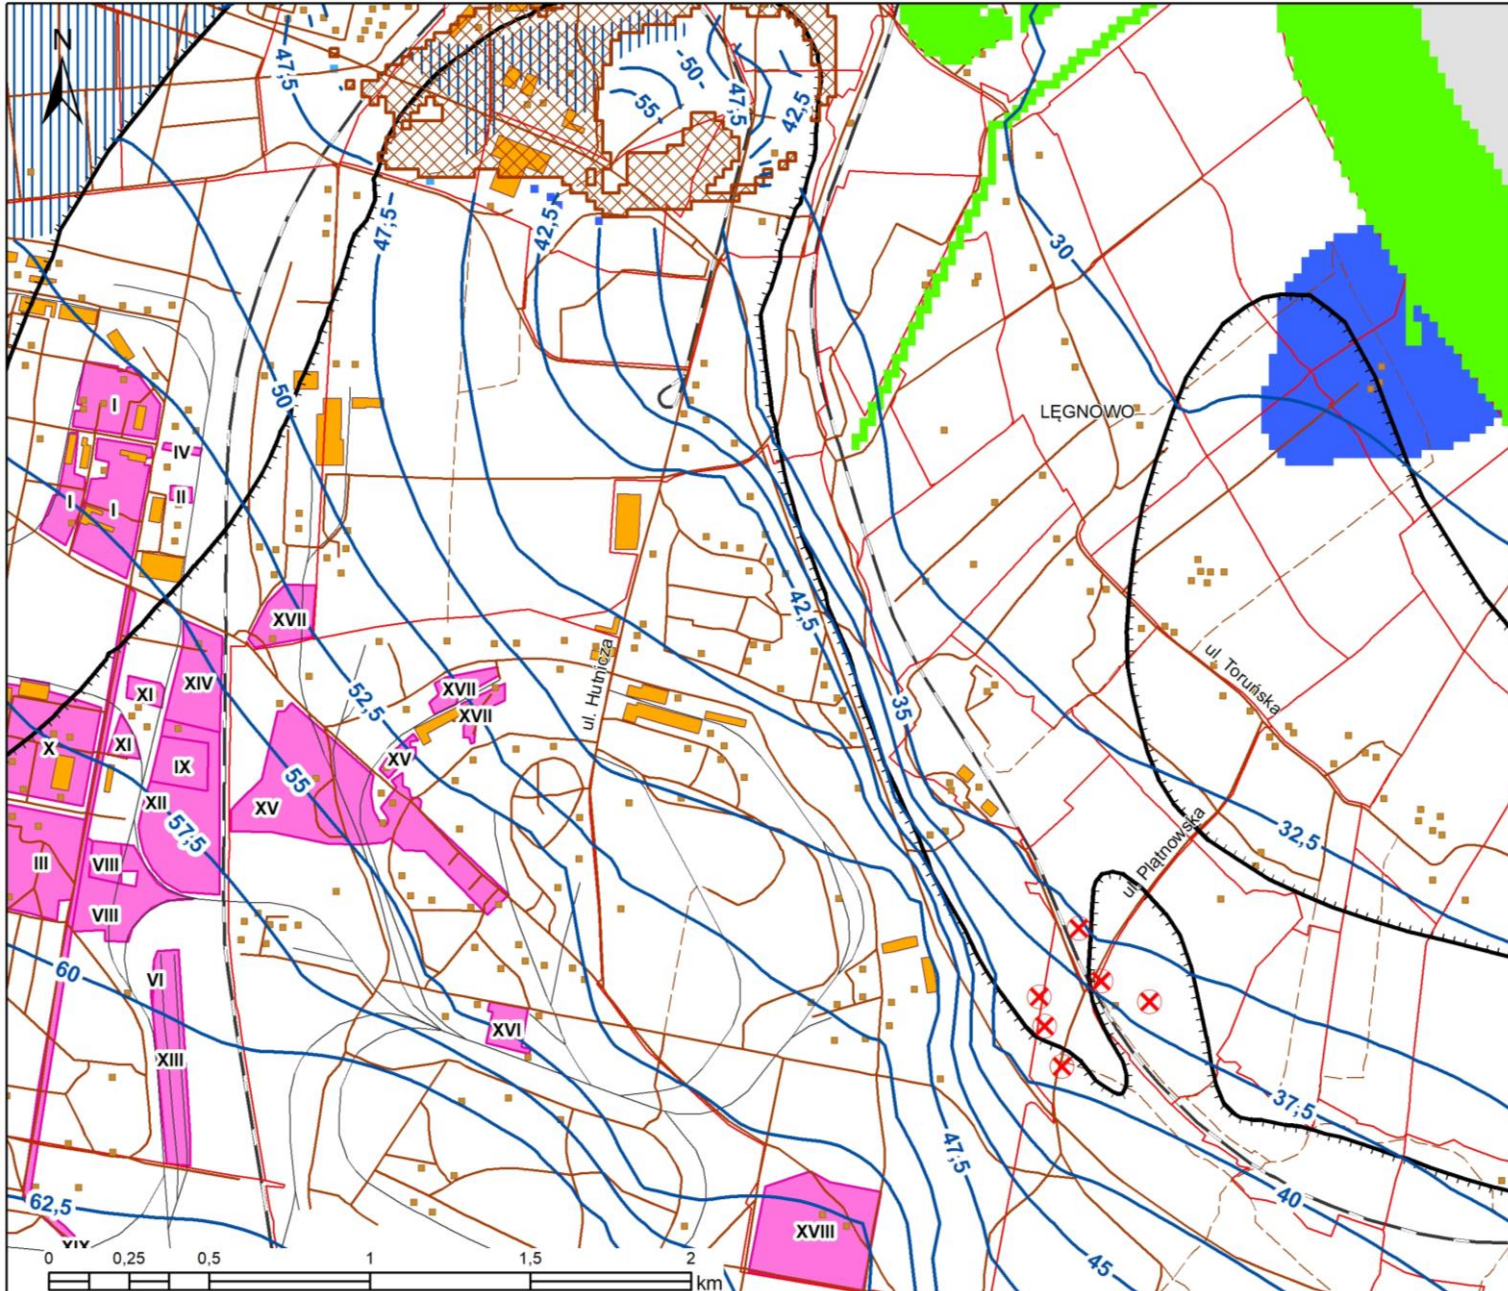 N
47,5
-50-
55-
47,5
42,5
47,5-
42,5
30
50
LĘGNOWO
I
IV
II
I
I
42,5
XVII
ul. Hutnicza
ul. Toruńska
XIV
XI
52,5
XVII
XVII
35
X
XI
IX
XV
55
XV
XII
57,5
32,5
ul. Plątnowska
III
VIII
VIII
60
VI
XVI
XIII
37,5
47,5
40
62,5
XVIII
XIX
45
0 0,25 0,5 1 1,5 2
km